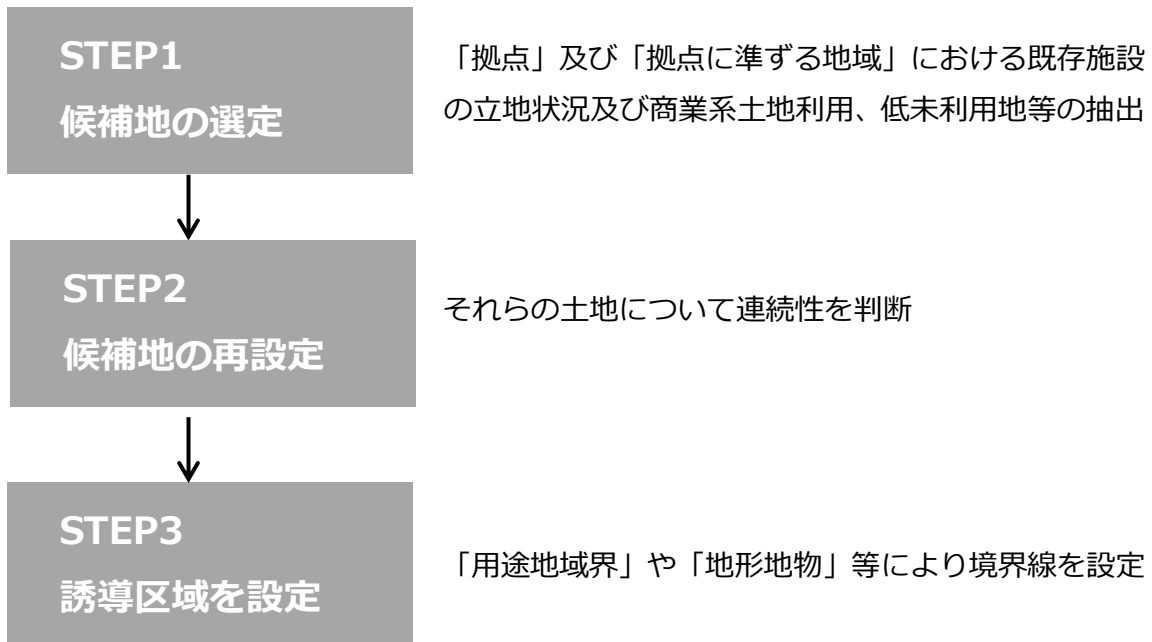 STEP1
候補地の選定
「拠点」及び「拠点に準ずる地域」における既存施設
の立地状況及び商業系土地利用、低未利用地等の抽出
STEP2
候補地の再設定
それらの土地について連続性を判断
STEP3
誘導区域を設定
「用途地域界」や「地形地物」等により境界線を設定